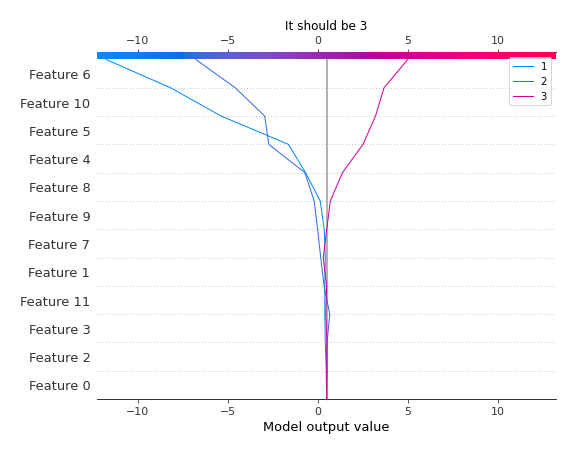 It should be 3
−10 −5 0 5 10
1
2
3
Feature 6
Feature 10
Feature 5
Feature 4
Feature 8
Feature 9
Feature 7
Feature 1
Feature 11
Feature 3
Feature 2
Feature 0
−10 −5 0 5 10
Model output value